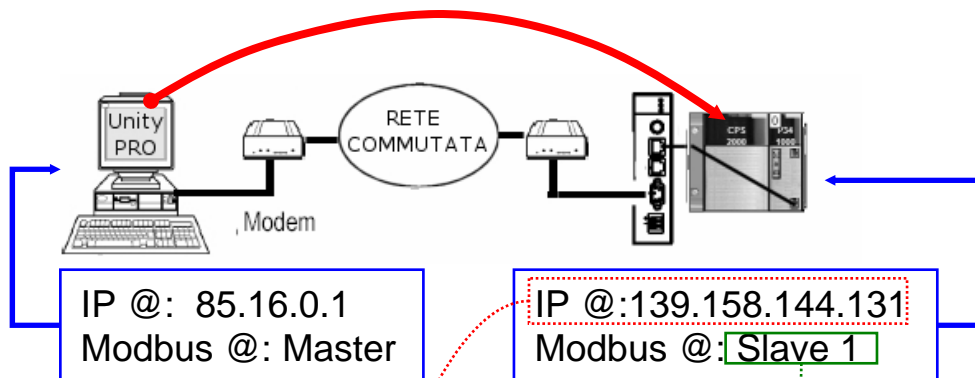 Unity
PRO
RETE
COMMUTATA
Modem
0
CPS
2000
P34
1000
IP @: 85.16.0.1
Modbus @: Master
IP @:139.158.144.131
Modbus @: Slave 1